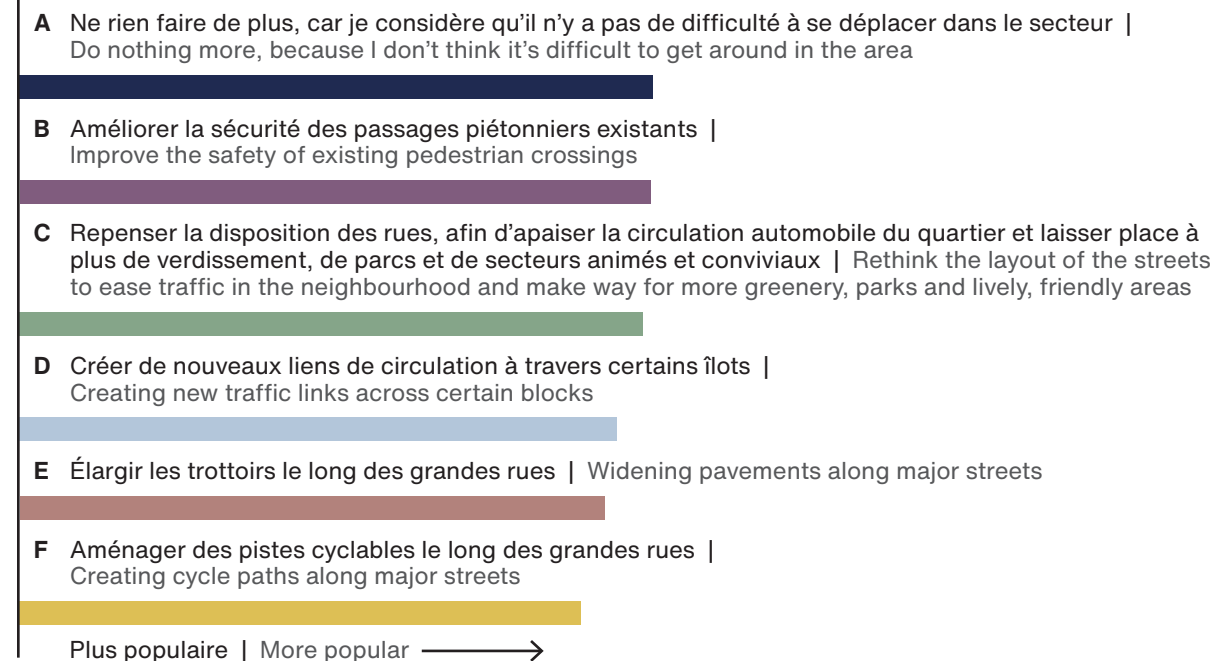 A Ne rien faire de plus, car je considère qu'il n'y a pas de difficulté à se déplacer dans le secteur |
Do nothing more, because I don't think it's difficult to get around in the area
B Améliorer la sécurité des passages piétonniers existants |
Improve the safety of existing pedestrian crossings
C Repenser la disposition des rues, afin d'apaiser la circulation automobile du quartier et laisser place à
plus de verdissement, de parcs et de secteurs animés et conviviaux | Rethink the layout of the streets
to ease traffic in the neighbourhood and make way for more greenery, parks and lively, friendly areas
D Créer de nouveaux liens de circulation à travers certains îlots |
Creating new traffic links across certain blocks
E Élargir les trottoirs le long des grandes rues | Widening pavements along major streets
F Aménager des pistes cyclables le long des grandes rues |
Creating cycle paths along major streets
Plus populaire | More popular